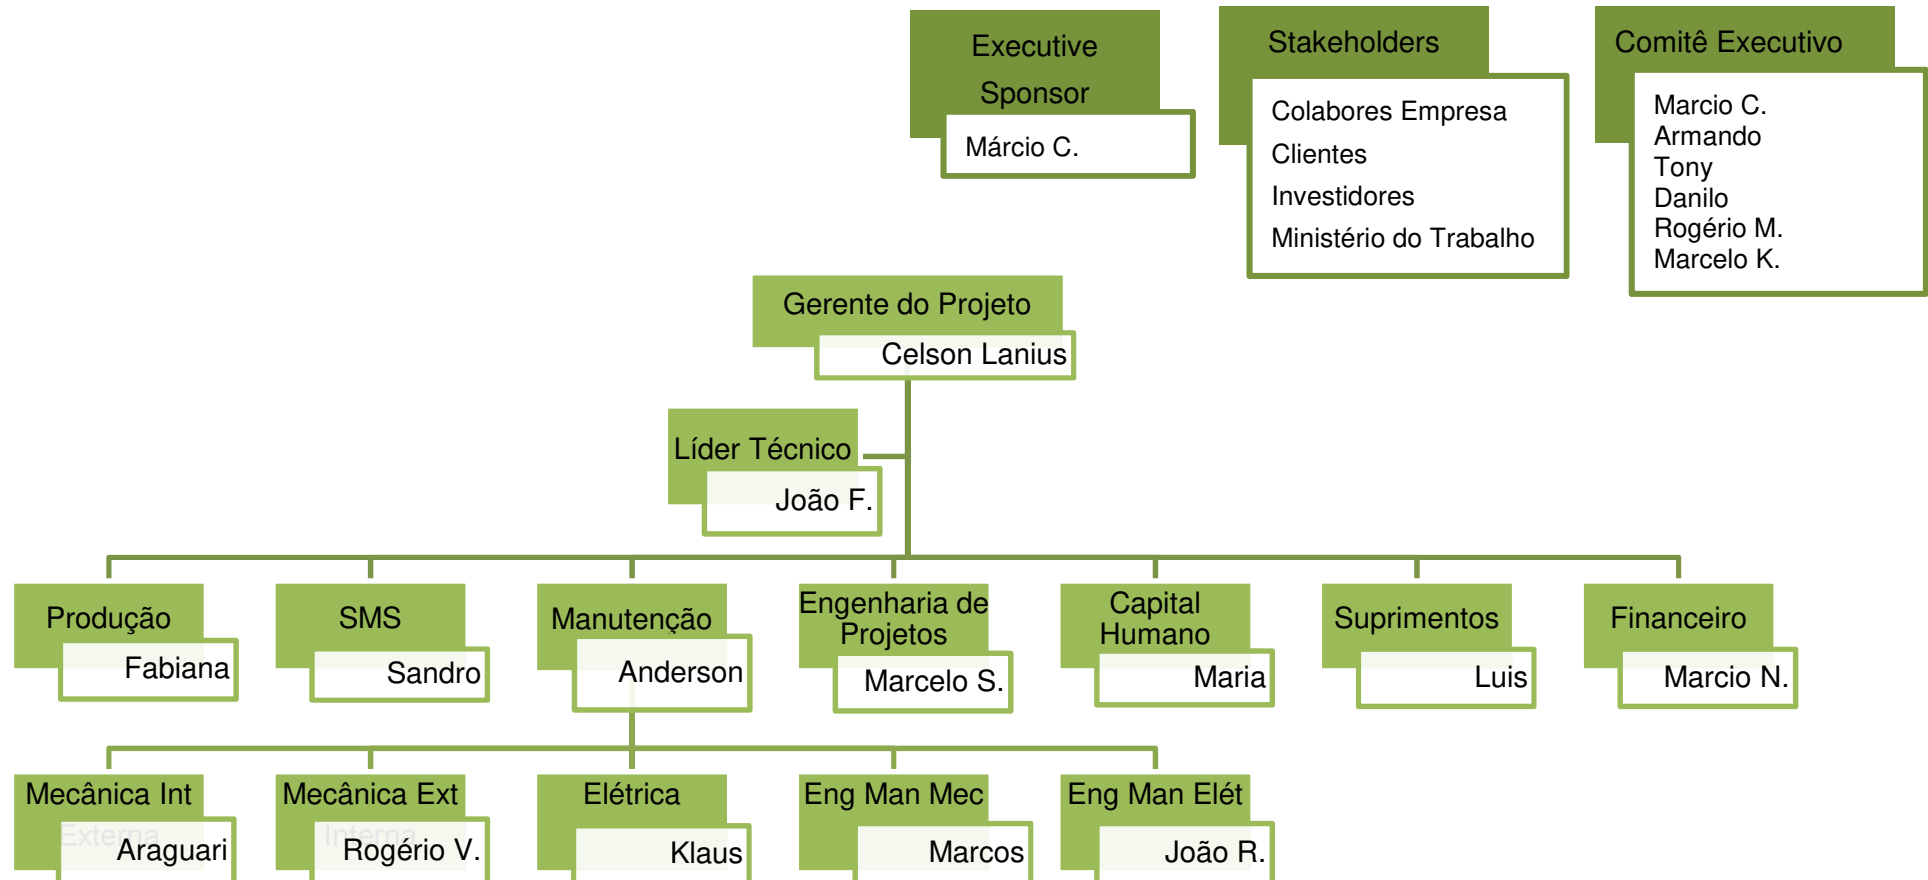 Executive
Sponsor
Márcio C.
Stakeholders
Colabores Empresa
Clientes
Investidores
Ministério do Trabalho
Comitê Executivo
Marcio C.
Armando
Tony
Danilo
Rogério M.
Marcelo K.
Gerente do Projeto
Celson Lanius
Líder Técnico
João F.
Produção
Fabiana
SMS
Sandro
Manutenção
Anderson
Engenharia de
Projetos
Marcelo S.
Capital
Humano
Maria
Suprimentos
Luis
Financeiro
Marcio N.
Mecânica Int
Externa
Araguari
Mecânica Ext
Interna
Rogério V.
Elétrica
Klaus
Eng Man Mec
Marcos
Eng Man Elét
João R.